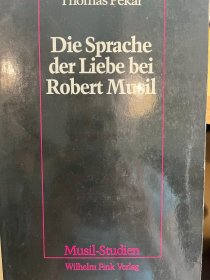 Thomas Pekar
Die Sprache
der Liebe bei
Robert Musil
Musil-Studien
Wilhelm Fink Verlag